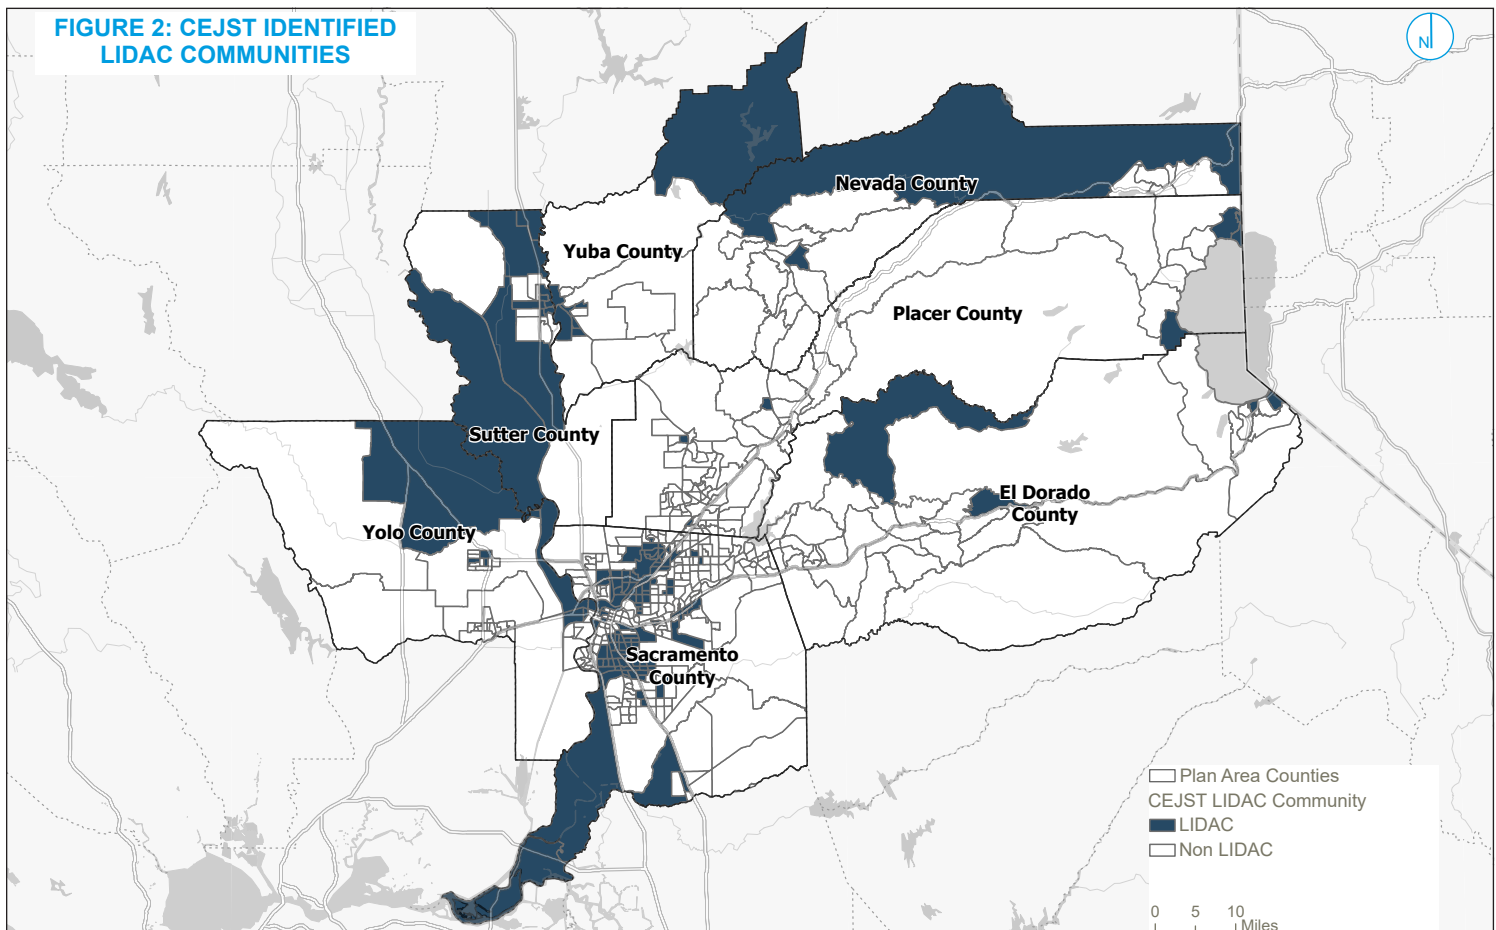 FIGURE 2: CEJST IDENTIFIED
LIDAC COMMUNITIES
N
Nevada County
Yuba County
Placer County
Sutter County
El Dorado
County
Yolo County
Sacramento
County
Plan Area Counties
CEJST LIDAC Community
LIDAC
Non LIDAC
0 5 10
Miles